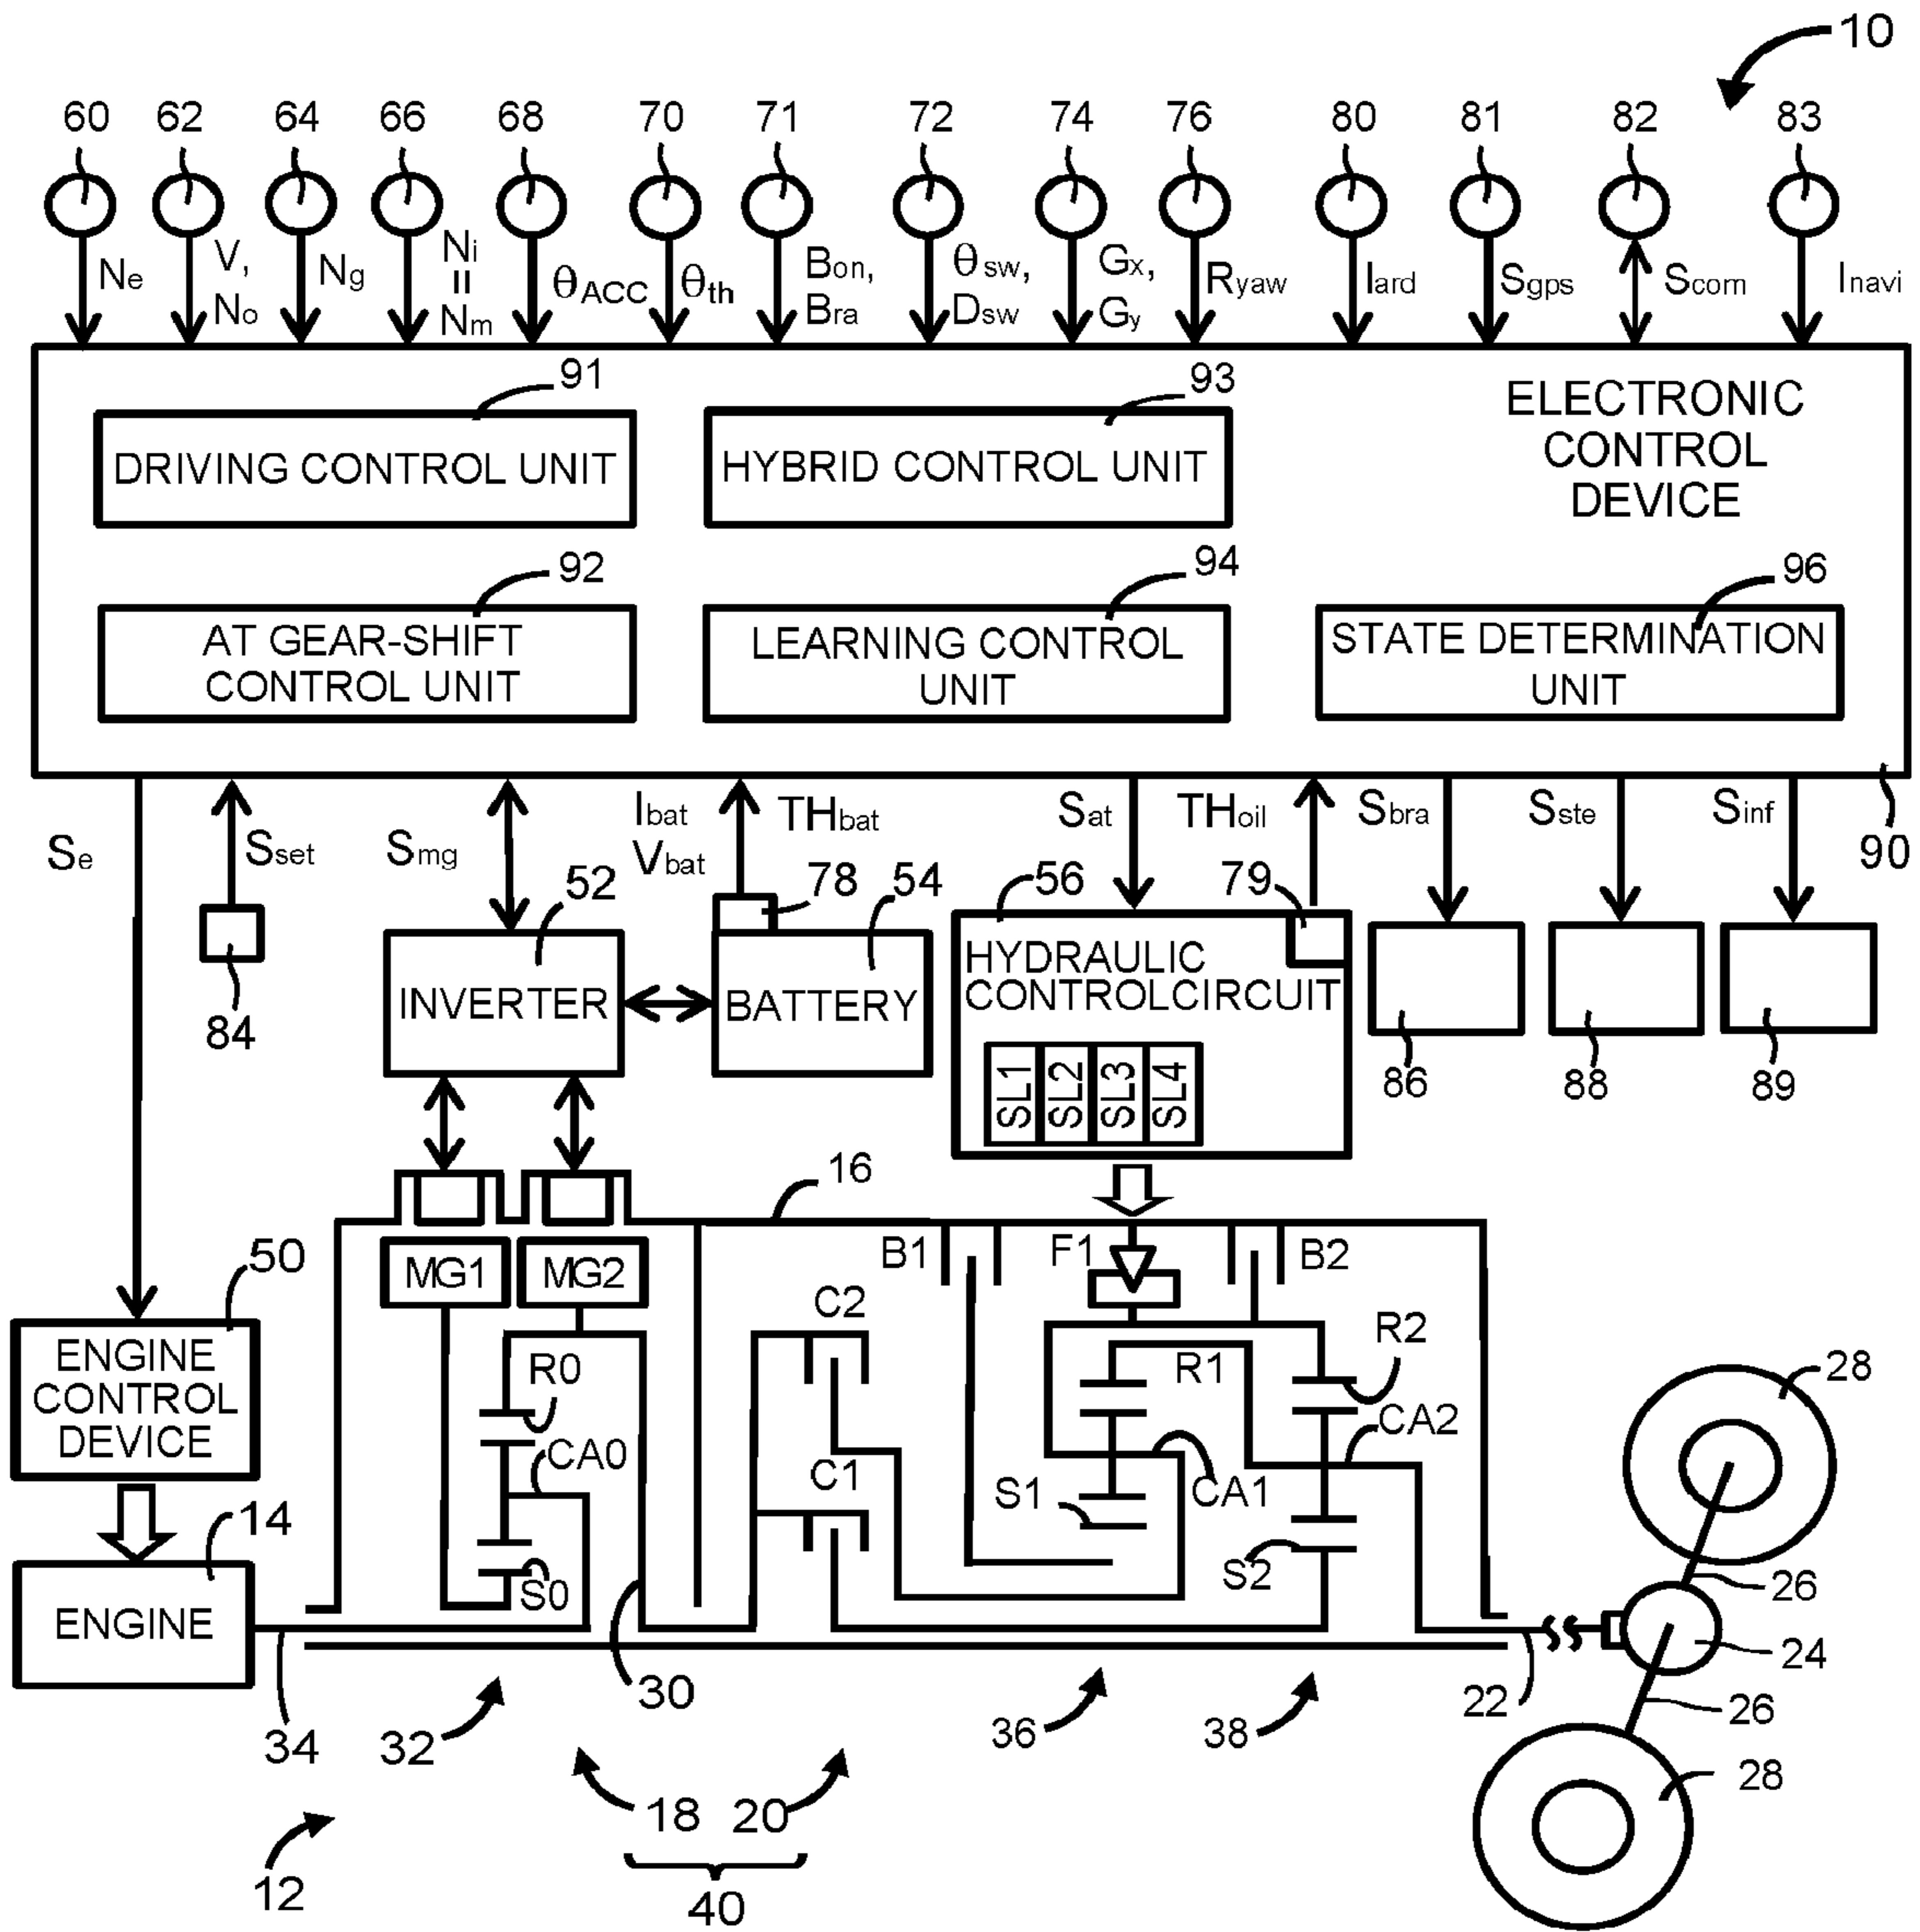 10
60 62 64 66 68 70 71 72 74 76 80 81 82 83
Ne
V,
No
Ng
Ni
=
Nm
θACC
θth
Bon,
Bra
θsw,
Dsw
Gx,
Gy
Ryaw
Iard
Sgps
Scom
Inavi
91
93
ELECTRONIC
CONTROL
DEVICE
DRIVING CONTROL UNIT
HYBRID CONTROL UNIT
92
94
96
AT GEAR-SHIFT
CONTROL UNIT
LEARNING CONTROL
UNIT
STATE DETERMINATION
UNIT
90
Se
Sset
Smg
Ibat
Vbat
THbat
Sat
THoil
Sbra
Sste
Sinf
84
52
78
54
56
79
INVERTER
BATTERY
HYDRAULIC
CONTROLCIRCUIT
SL1
SL2
SL3
SL4
86
88
89
16
50
MG1
MG2
B1
F1
B2
C2
ENGINE
CONTROL
DEVICE
R0
R1
R2
28
CA0
C1
S1
CA1
CA2
14
S0
S2
ENGINE
26
24
34
32
30
36
38
22
26
28
18
20
12
40